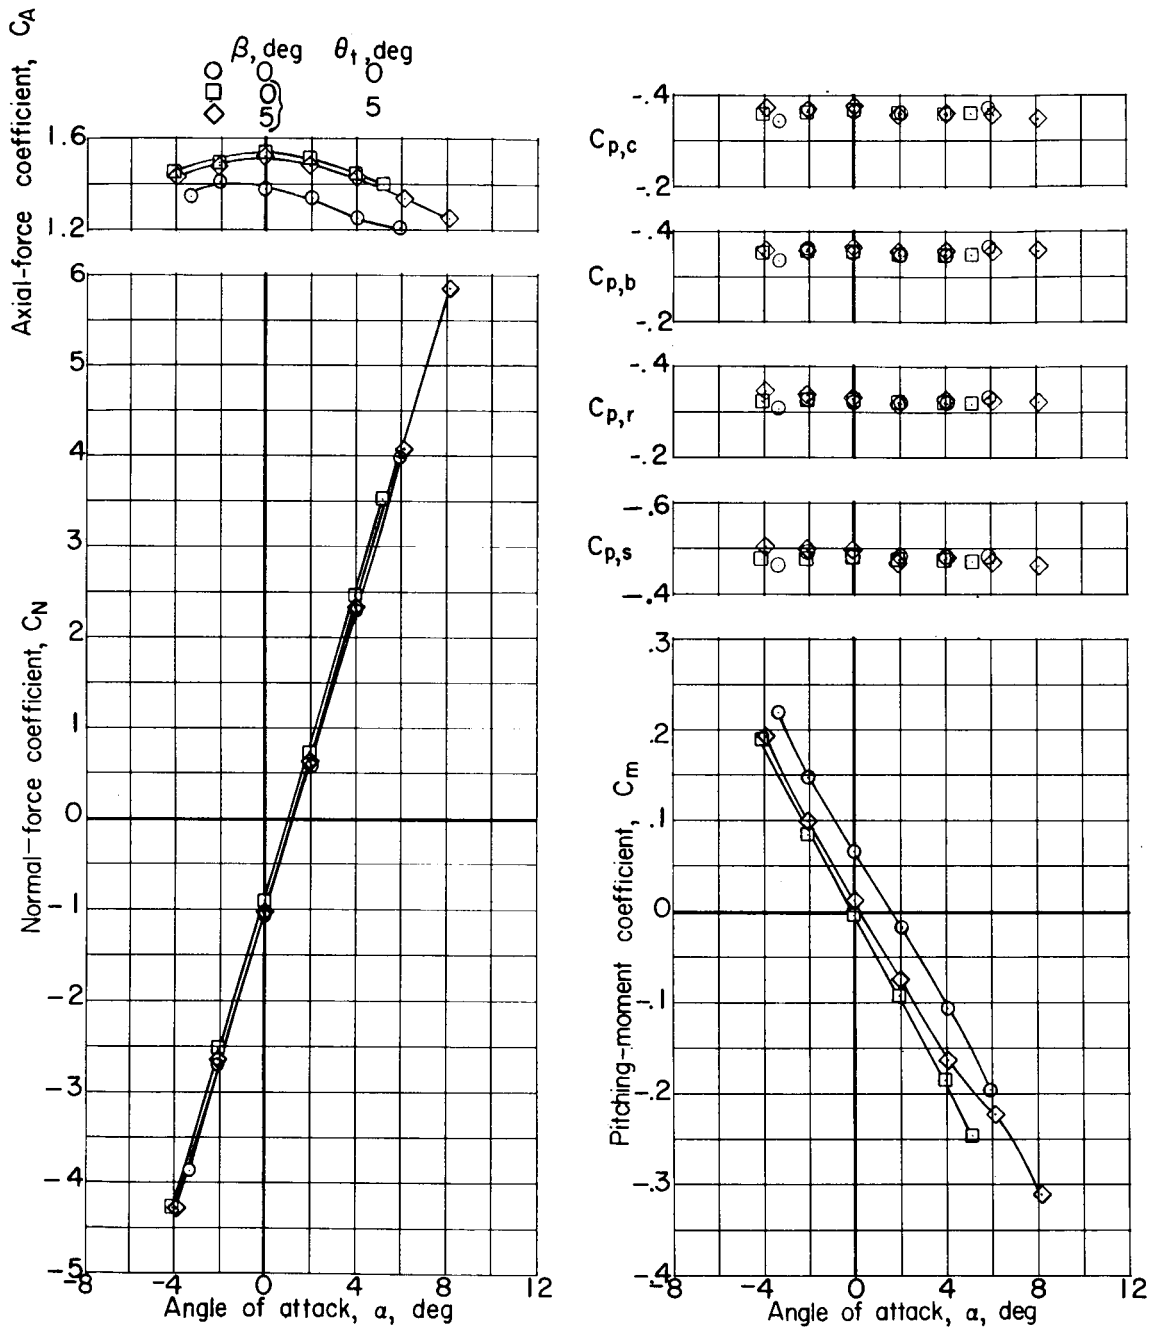 β, deg θt, deg
0 0
0
5 5
Axial-force coefficient, CA
1.6
1.2
Normal-force coefficient, CN
6
5
4
3
2
1
0
-1
-2
-3
-4
-5
-8 -4 0 4 8 12
Angle of attack, α, deg
Cp,c
-.4
-.2
Cp,b
-.4
-.2
Cp,r
-.4
-.2
Cp,s
-.6
-.4
Pitching-moment coefficient, Cm
.3
.2
.1
0
-.1
-.2
-.3
-.4
-8 -4 0 4 8 12
Angle of attack, α, deg